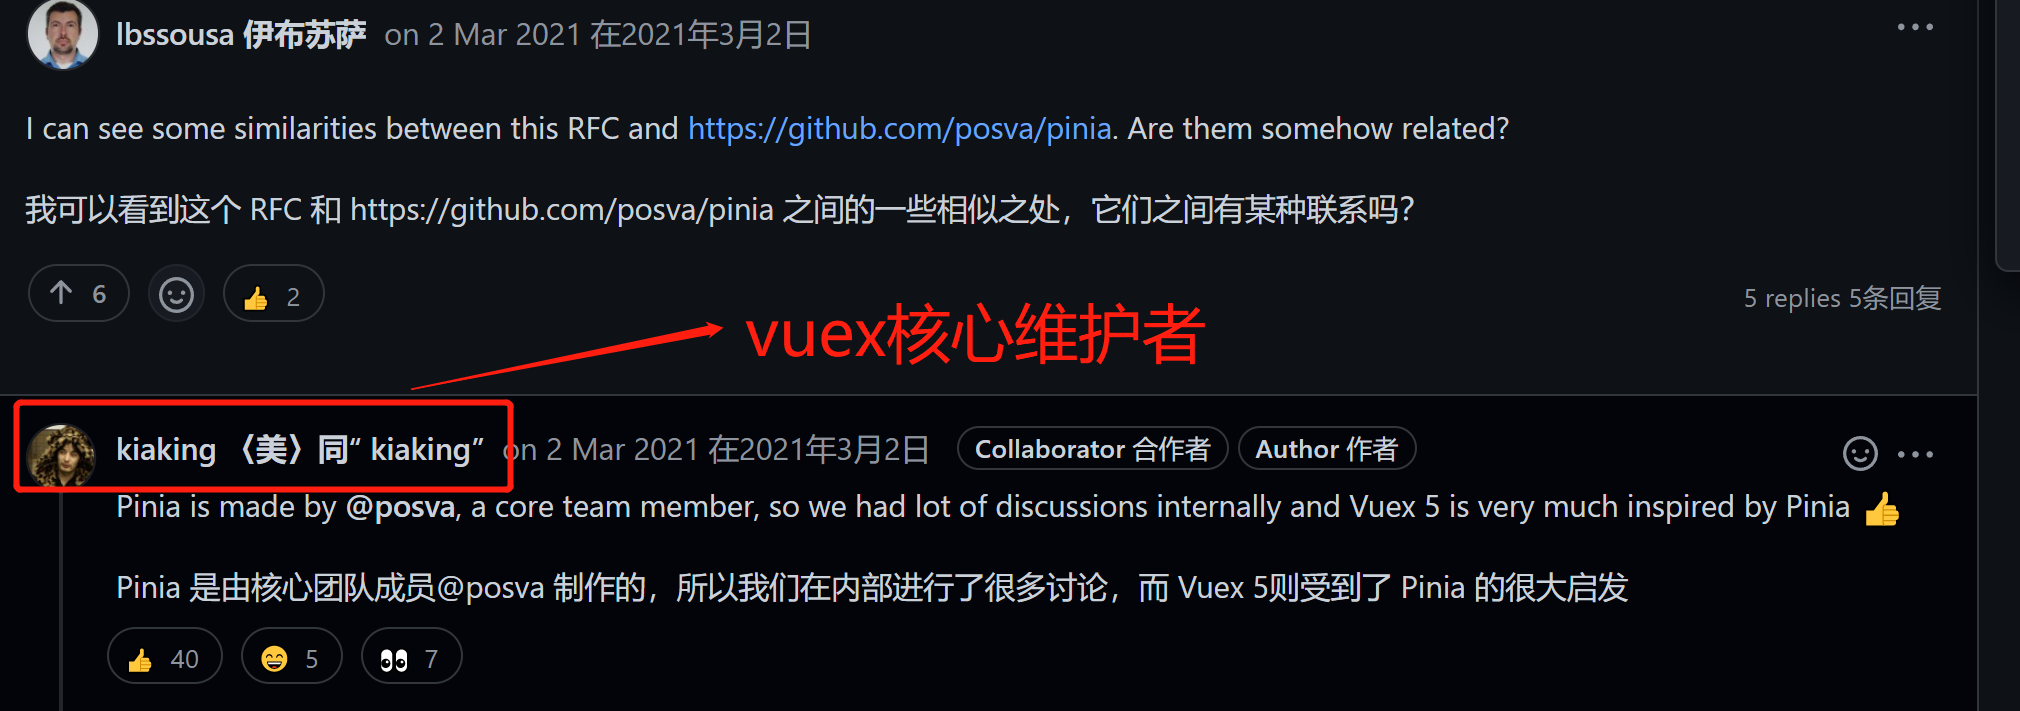 lbssousa 伊布苏萨 on 2 Mar 2021 在2021年3月2日
I can see some similarities between this RFC and https://github.com/posva/pinia. Are them somehow related?
我可以看到这个 RFC 和 https://github.com/posva/pinia 之间的一些相似之处，它们之间有某种联系吗？
6 2 5 replies 5条回复
vuex核心维护者
kiaking 〈美〉同“ kiaking” on 2 Mar 2021 在2021年3月2日 Collaborator 合作者 Author 作者
Pinia is made by @posva, a core team member, so we had lot of discussions internally and Vuex 5 is very much inspired by Pinia 👍
Pinia 是由核心团队成员@posva 制作的，所以我们在内部进行了很多讨论，而 Vuex 5则受到了 Pinia 的很大启发
40 5 7